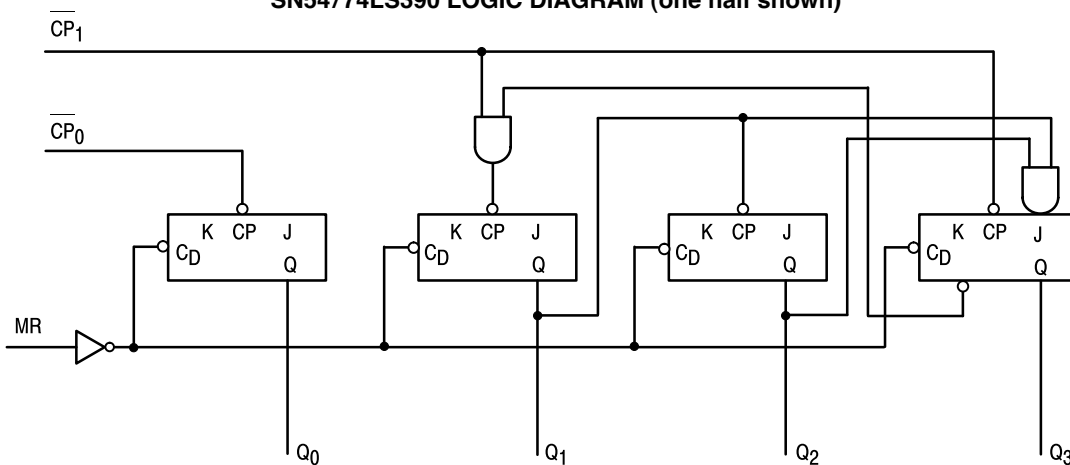 SN54/74LS390 LOGIC DIAGRAM (one half shown)
CP1
CP0
K CP J
CD
Q
K CP J
CD
Q
K CP J
CD
Q
K CP J
CD
Q
MR
Q0
Q1
Q2
Q3